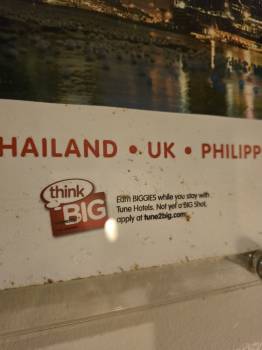 HAILAND • UK • PHILIPP
think
BIG
Earn BIGGIES while you stay with
Tune Hotels. Not yet a BIG Shot,
apply at tune2big.com